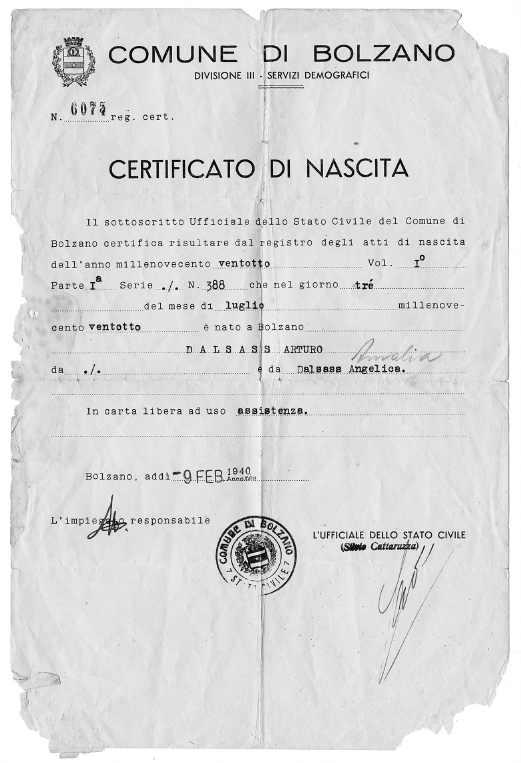 COMUNE DI BOLZANO
DIVISIONE III - SERVIZI DEMOGRAFICI
N. 6075 reg. cert.
CERTIFICATO DI NASCITA
Il sottoscritto Ufficiale dello Stato Civile del Comune di
Bolzano certifica risultare dal registro degli atti di nascita
dell'anno millenovecento ventotto Vol. I°
Parte Iª Serie ./. N. 388 che nel giorno tré
del mese di luglio millenove-
cento ventotto è nato a Bolzano
DALSASS ARTURO Amalia
da ./. e da Dalsass Angelica.
In carta libera ad uso assistenza.
Bolzano, addì -9 FEB. 1940 Anno XVIII
L'impiegato responsabile
COMUNE DI BOLZANO
STATO CIVILE
L'UFFICIALE DELLO STATO CIVILE
(Silvio Cattaruzza)